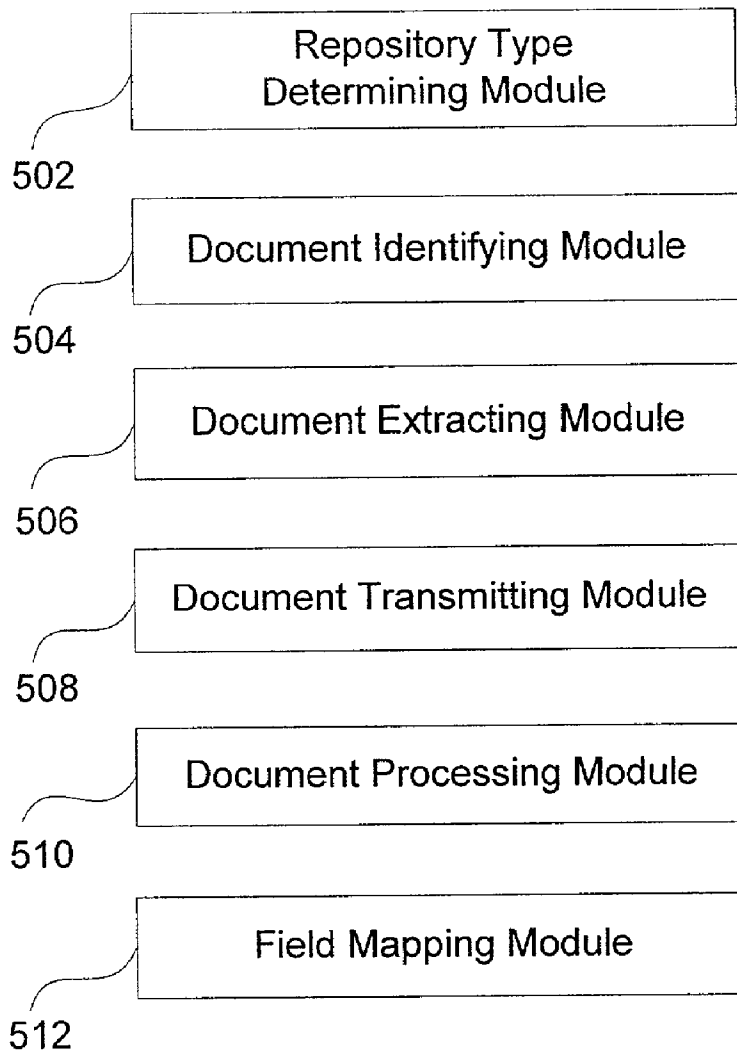 Repository Type
Determining Module
502
Document Identifying Module
504
Document Extracting Module
506
Document Transmitting Module
508
Document Processing Module
510
Field Mapping Module
512